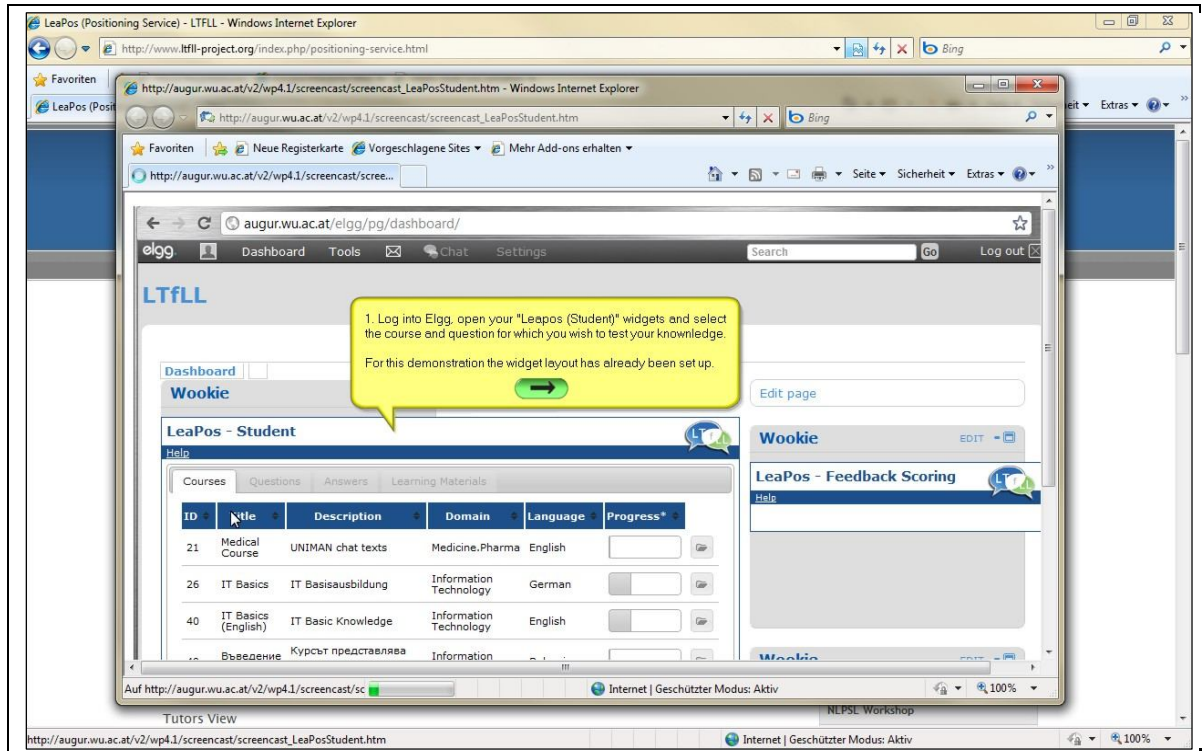 LeaPos (Positioning Service) - LTFLL - Windows Internet Explorer
http://www.ltfll-project.org/index.php/positioning-service.html
Bing
Favoriten
LeaPos (Posit
eit Extras
http://augur.wu.ac.at/v2/wp4.1/screencast/screencast_LeaPosStudent.htm - Windows Internet Explorer
http://augur.wu.ac.at/v2/wp4.1/screencast/screencast_LeaPosStudent.htm
Bing
Favoriten Neue Registerkarte Vorgeschlagene Sites Mehr Add-ons erhalten
http://augur.wu.ac.at/v2/wp4.1/screencast/scree...
Seite Sicherheit Extras
augur.wu.ac.at/elgg/pg/dashboard/
elgg. Dashboard Tools Chat Settings Search Go Log out
LTfLL
1. Log into Elgg, open your "Leapos (Student)" widgets and select
the course and question for which you wish to test your knownledge.
For this demonstration the widget layout has already been set up.
Dashboard
Wookie
LeaPos - Student
Help
Courses Questions Answers Learning Materials
ID Title Description Domain Language Progress*
21 Medical Course UNIMAN chat texts Medicine.Pharma English
26 IT Basics IT Basisausbildung Information Technology German
40 IT Basics (English) IT Basic Knowledge Information Technology English
Въведение Курсът представлява Information
Edit page
Wookie EDIT
LeaPos - Feedback Scoring
Help
Wookie EDIT
Auf http://augur.wu.ac.at/v2/wp4.1/screencast/sc
Internet | Geschützter Modus: Aktiv 100%
Tutors View
NLPSL Workshop
http://augur.wu.ac.at/v2/wp4.1/screencast/screencast_LeaPosStudent.htm
Internet | Geschützter Modus: Aktiv 100%